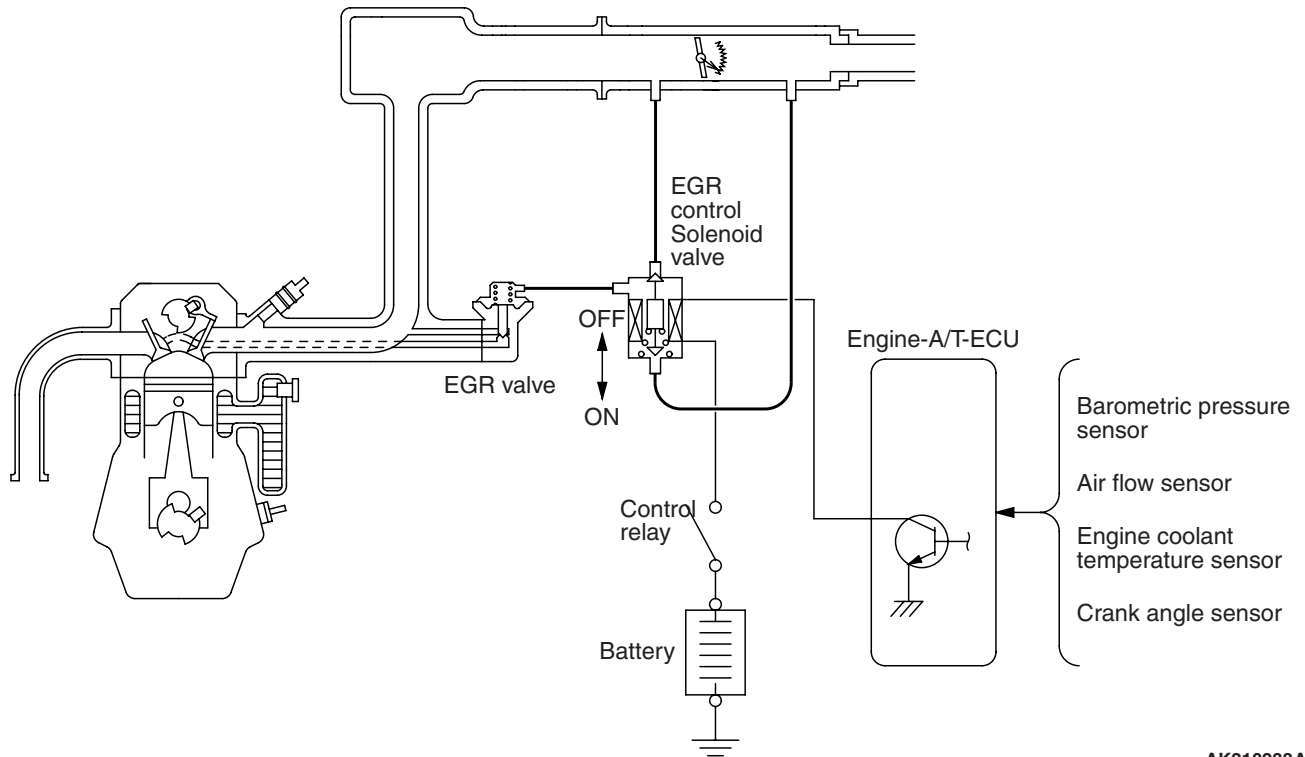 EGR
control
Solenoid
valve
OFF
ON
EGR valve
Engine-A/T-ECU
Barometric pressure
sensor
Air flow sensor
Engine coolant
temperature sensor
Crank angle sensor
Control
relay
Battery